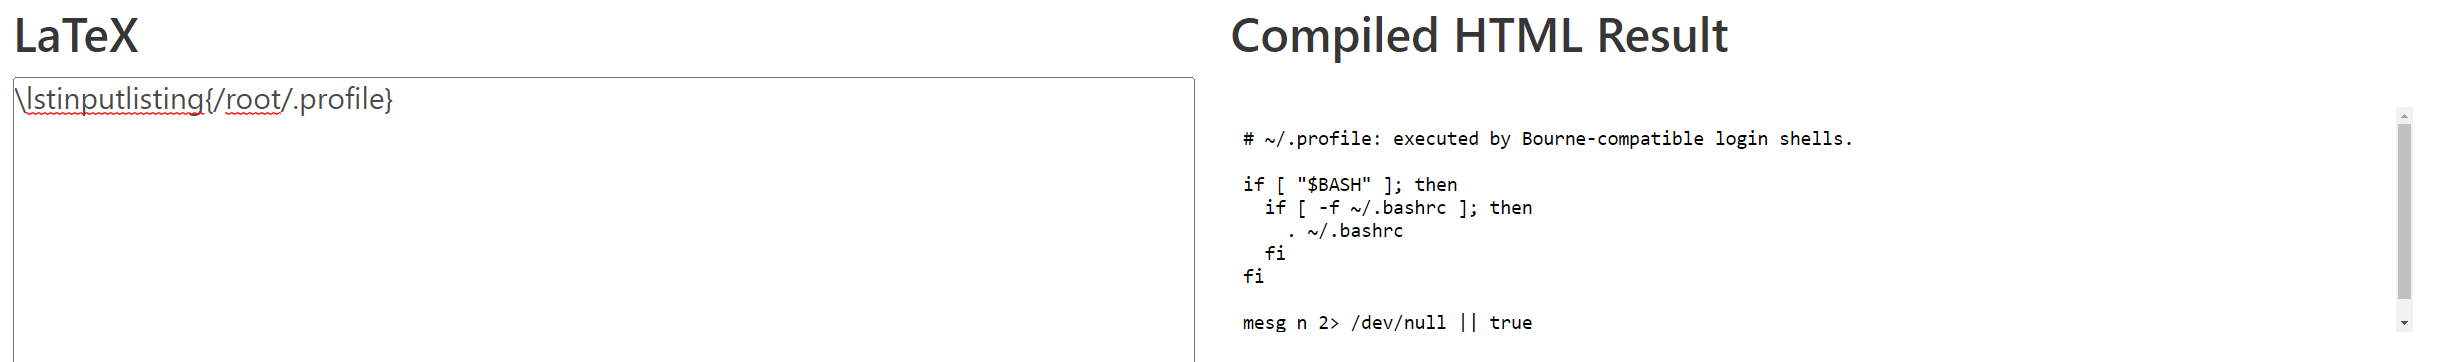 LaTeX
\lstinputlisting{/root/.profile}
Compiled HTML Result
# ~/.profile: executed by Bourne-compatible login shells.
if [ "$BASH" ]; then
  if [ -f ~/.bashrc ]; then
    . ~/.bashrc
  fi
fi
mesg n 2> /dev/null || true